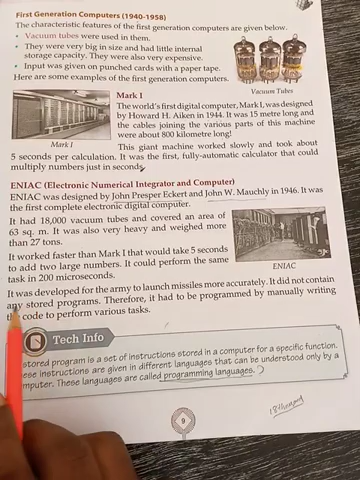 First Generation Computers (1940-1958)
The characteristic features of the first generation computers are given below.
• Vacuum tubes were used in them.
• They were very big in size and had little internal
storage capacity. They were also very expensive.
• Input was given on punched cards with a paper tape.
Here are some examples of the first generation computers.
Vacuum Tubes
Mark I
The world's first digital computer, Mark I, was designed
by Howard H. Aiken in 1944. It was 15 metre long and
the cables joining the various parts of this machine
were about 800 kilometre long!
Mark I
This giant machine worked slowly and took about
5 seconds per calculation. It was the first, fully-automatic calculator that could
multiply numbers just in seconds.
ENIAC (Electronic Numerical Integrator and Computer)
ENIAC was designed by John Presper Eckert and John W. Mauchly in 1946. It was
the first complete electronic digital computer.
It had 18,000 vacuum tubes and covered an area of
63 sq. m. It was also very heavy and weighed more
than 27 tons.
It worked faster than Mark I that would take 5 seconds
to add two large numbers. It could perform the same
task in 200 microseconds.
ENIAC
It was developed for the army to launch missiles more accurately. It did not contain
any stored programs. Therefore, it had to be programmed by manually writing
the code to perform various tasks.
Tech Info
stored program is a set of instructions stored in a computer for a specific function.
ese instructions are given in different languages that can be understood only by a
mputer. These languages are called programming languages.
9